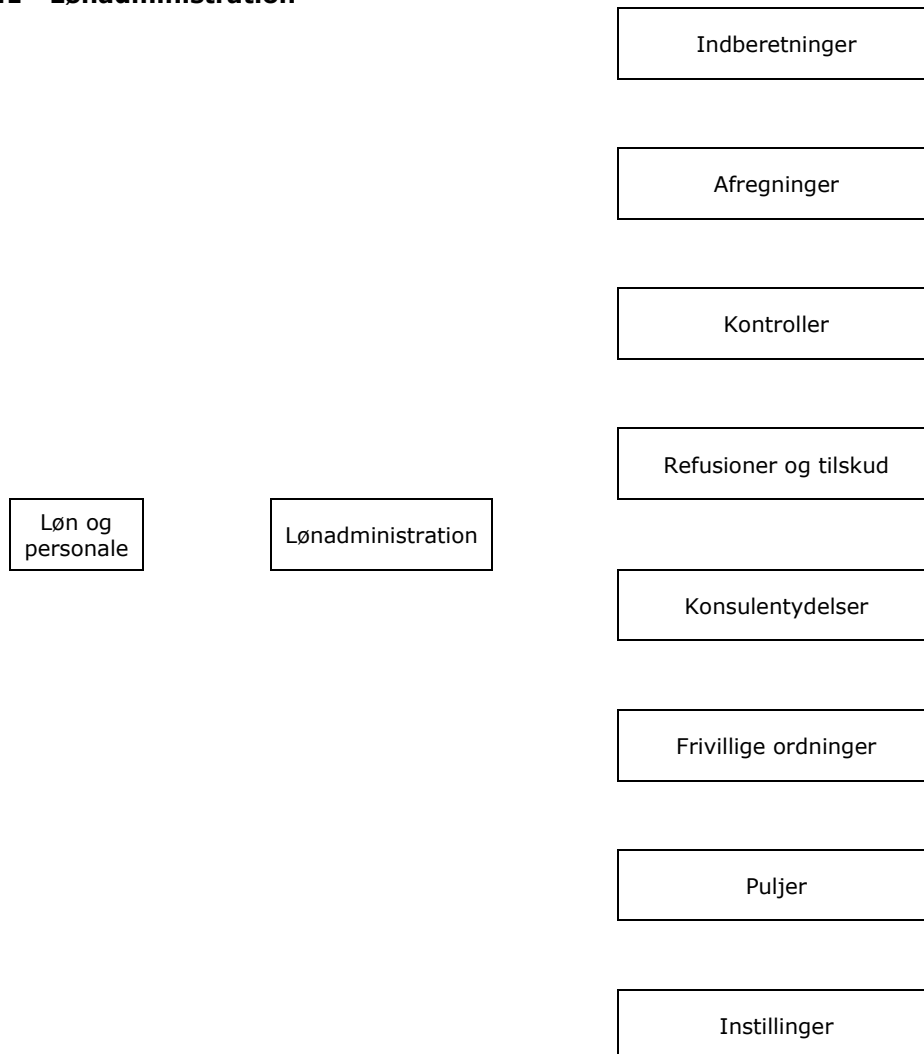 Lønadministration
Indberetninger
Afregninger
Kontroller
Refusioner og tilskud
Løn og
personale
Lønadministration
Konsulentydelser
Frivillige ordninger
Puljer
Instillinger